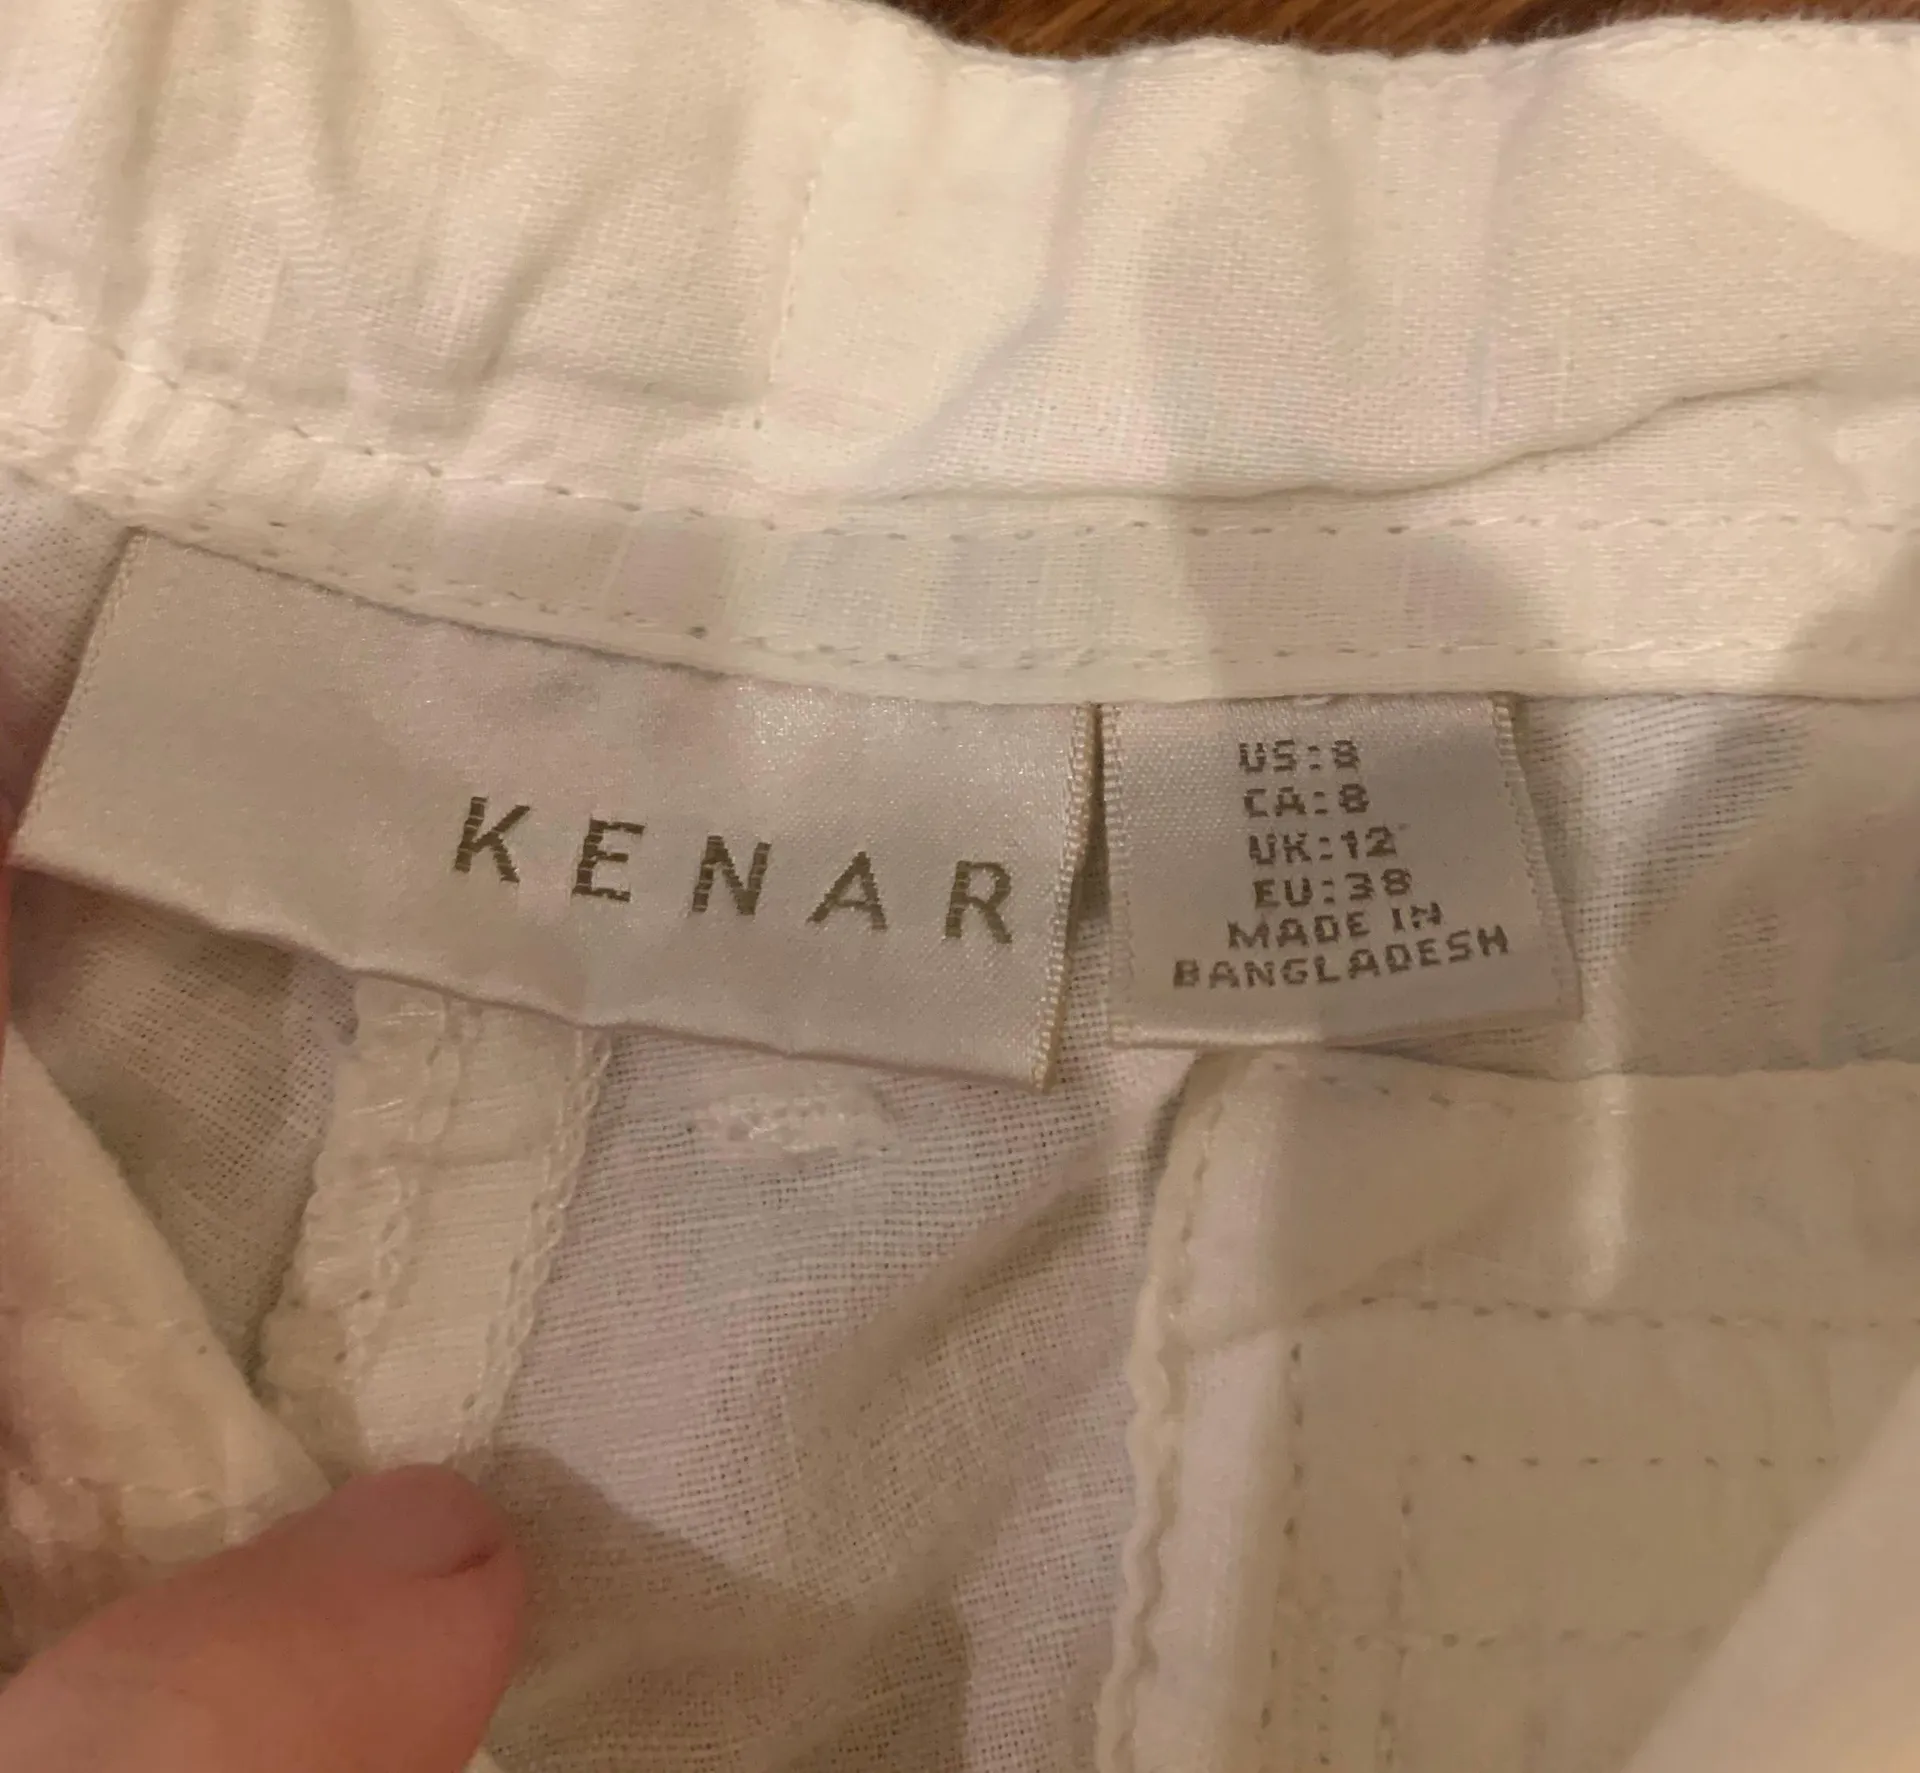 KENAR
US:8
CA:8
UK:12
EU:38
MADE IN
BANGLADESH